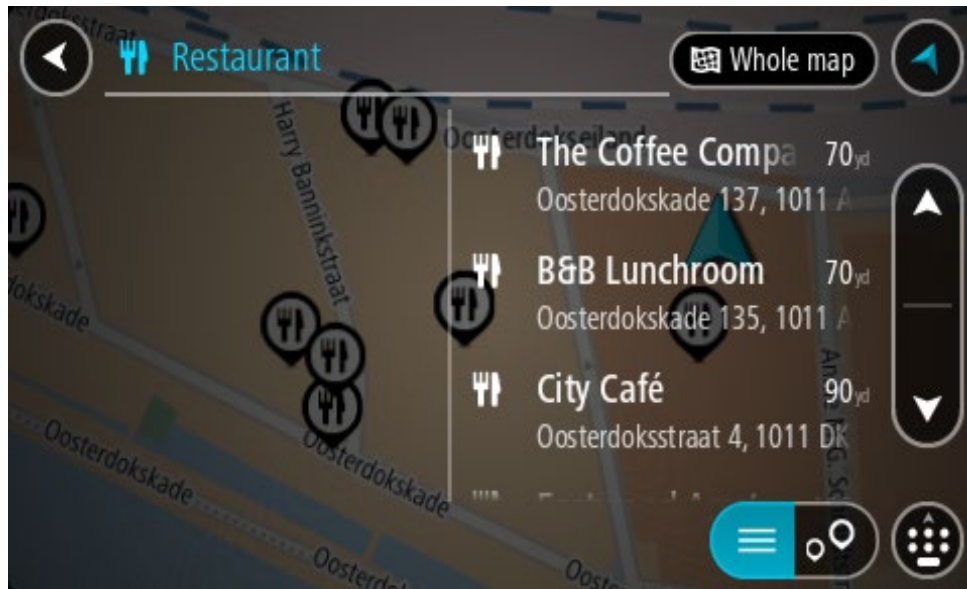 Restaurant
Whole map
Oosterdokseiland
Harry Banninkstraat
The Coffee Compa 70yd
Oosterdokskade 137, 1011 A
B&B Lunchroom 70yd
Oosterdokskade 135, 1011 A
City Café 90yd
Oosterdoksstraat 4, 1011 DK
Oosterdokskade
Oosterdokskade